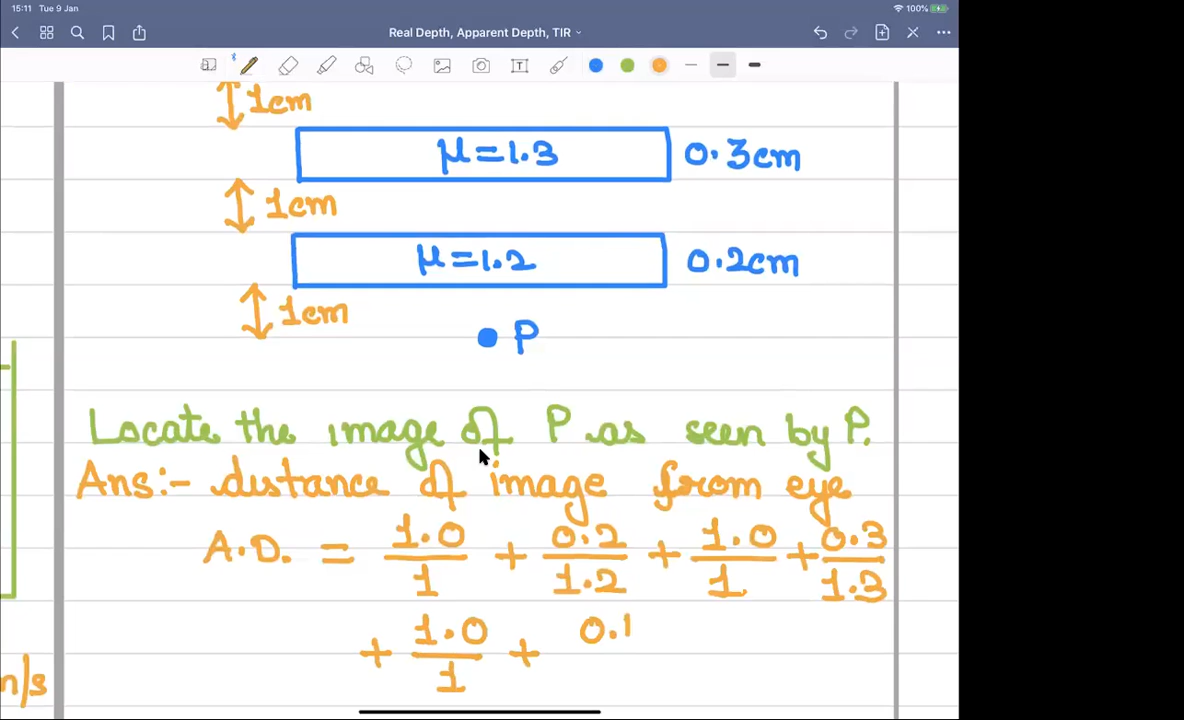 15:11 Tue 9 Jan
100%
Real Depth, Apparent Depth, TIR
1cm
μ=1.3 0.3cm
1cm
μ=1.2 0.2cm
1cm
P
Locate the image of P as seen by P.
Ans:- distance of image from eye
A.D. = 1.0/1 + 0.2/1.2 + 1.0/1. + 0.3/1.3
+ 1.0/1 + 0.1
n/s